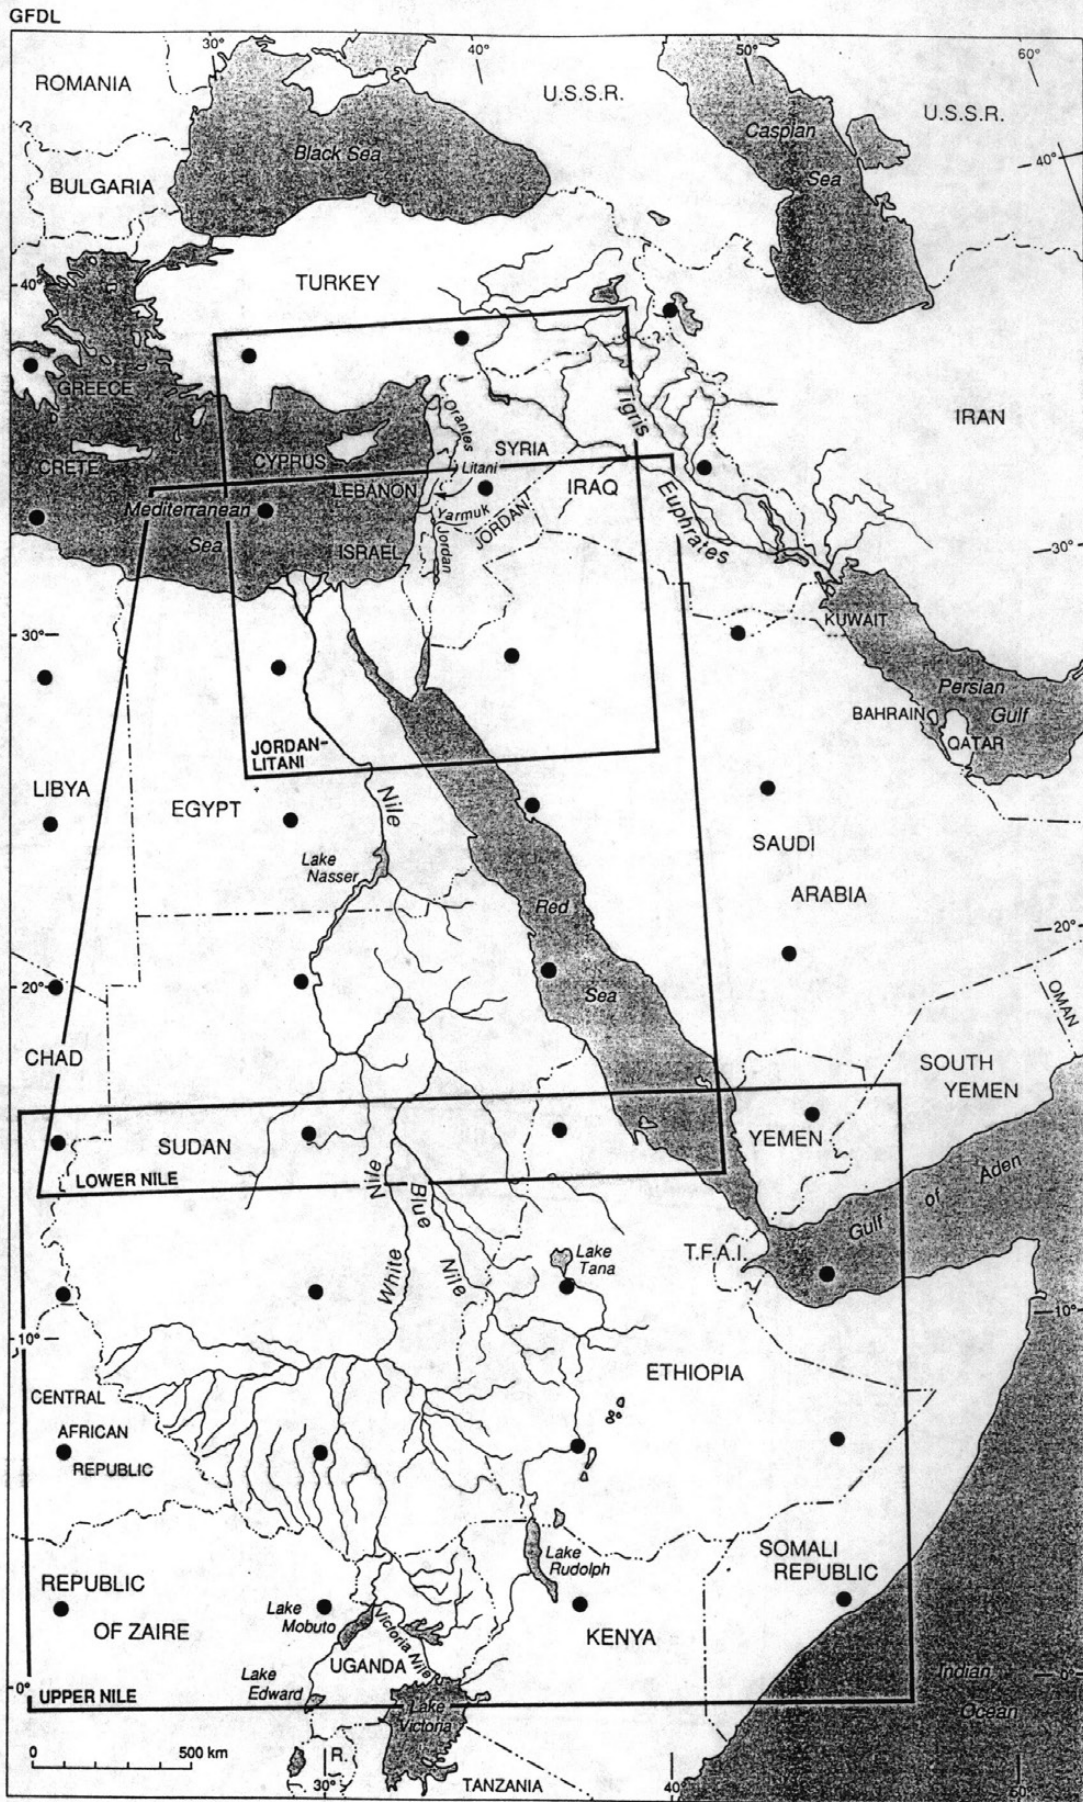 GFDL
30° 40° 50° 60°
ROMANIA
U.S.S.R.
U.S.S.R.
Caspian
Sea
Black Sea
40°
BULGARIA
TURKEY
40°
GREECE
Tigris
IRAN
Orantes
CRETE
CYPRUS
SYRIA
Litani
LEBANON
IRAQ
Mediterranean
Sea
Yarmuk
JORDAN
Euphrates
ISRAEL
Jordan
30°
30°
KUWAIT
Persian
Gulf
BAHRAIN
QATAR
JORDAN-
LITANI
LIBYA
EGYPT
Nile
SAUDI
ARABIA
Lake
Nasser
Red
Sea
20°
20°
OMAN
CHAD
SOUTH
YEMEN
SUDAN
YEMEN
LOWER NILE
Nile
White
Blue
Nile
Gulf of Aden
T.F.A.I.
Lake
Tana
10°
10°
ETHIOPIA
CENTRAL
AFRICAN
REPUBLIC
SOMALI
REPUBLIC
Lake
Rudolph
REPUBLIC
OF ZAIRE
Lake
Mobuto
Victoria Nile
KENYA
UGANDA
Lake
Edward
0°
0°
Indian
Ocean
UPPER NILE
Lake
Victoria
0 500 km
R.
30°
TANZANIA
40°
50°